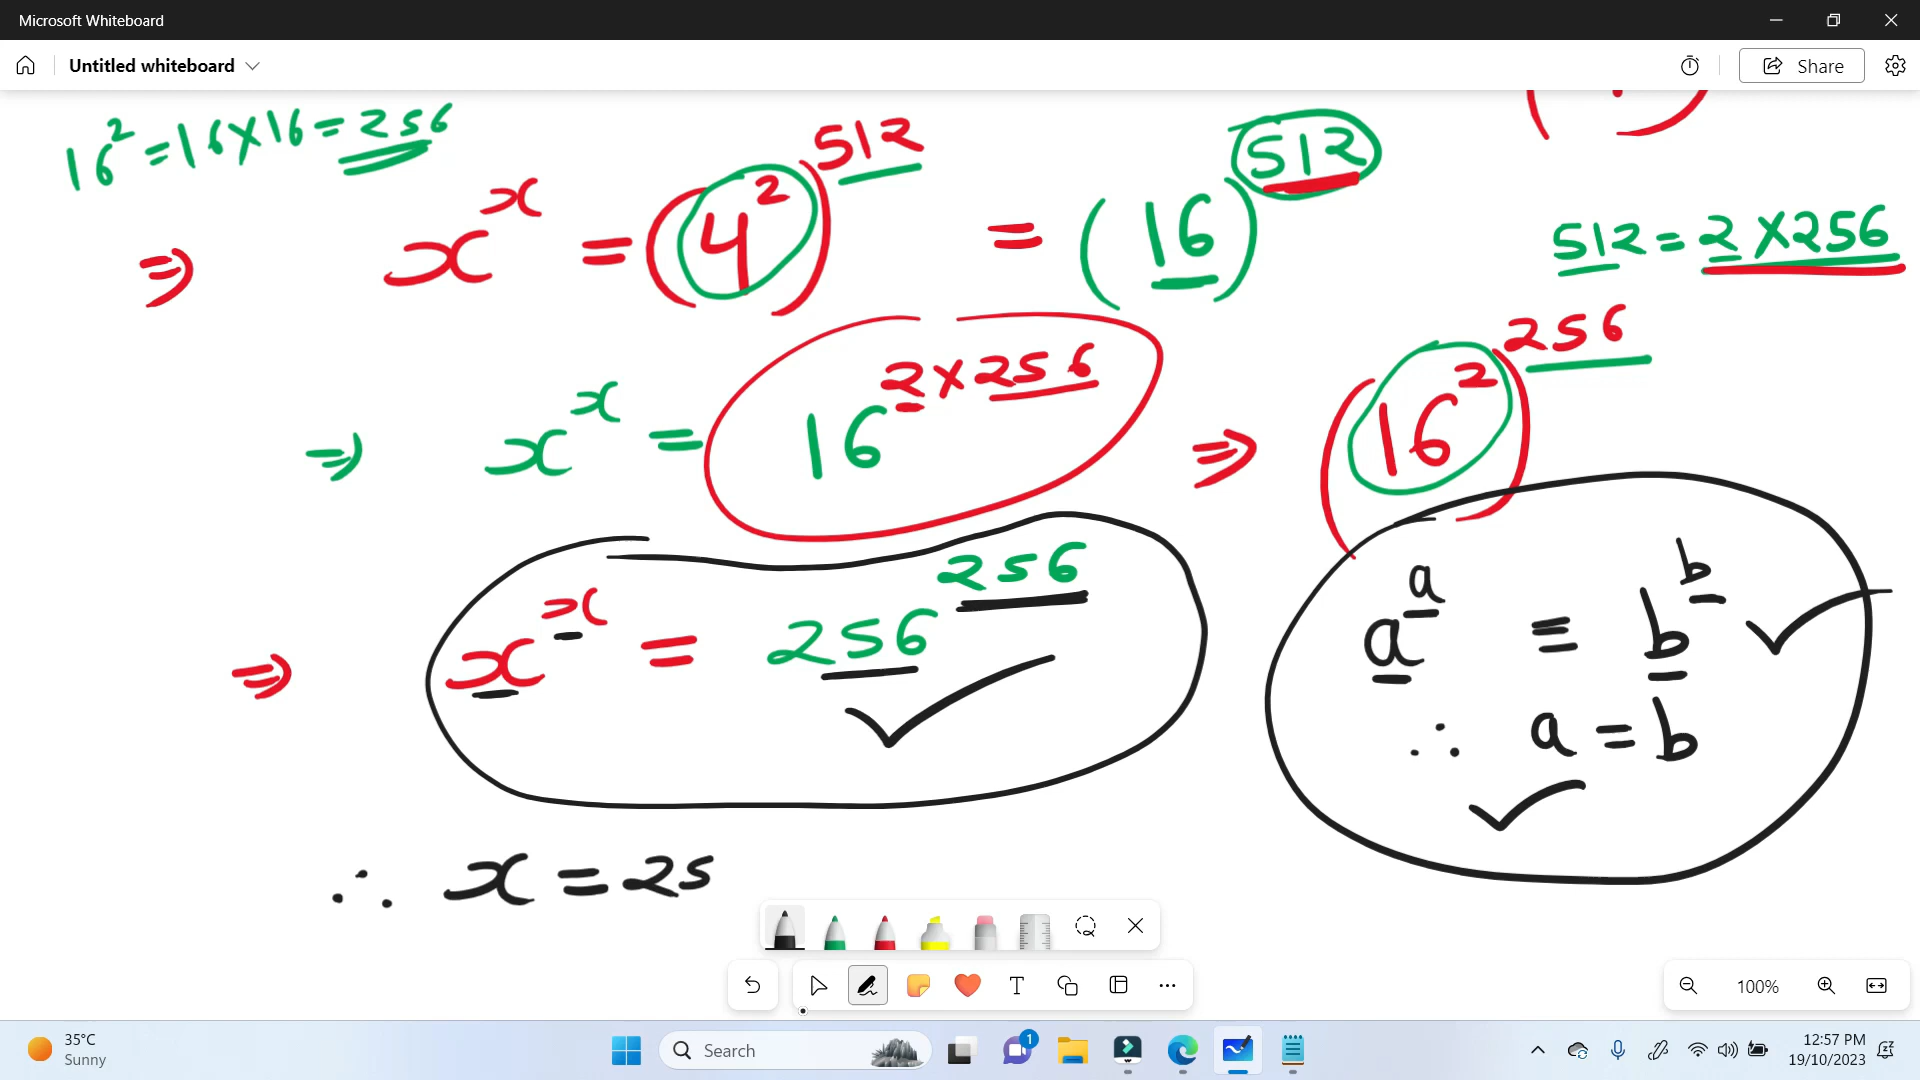 Microsoft Whiteboard
Untitled whiteboard
Share
16² = 16 × 16 = 256
⇒ x^x = (4²)^512 = (16)^512
512 = 2 × 256
⇒ x^x = 16^(2×256) ⇒ (16²)^256
⇒ x^x = 256^256
a^a = b^b
∴ a = b
∴ x = 25
100%
35°C
Sunny
Search
1
12:57 PM
19/10/2023